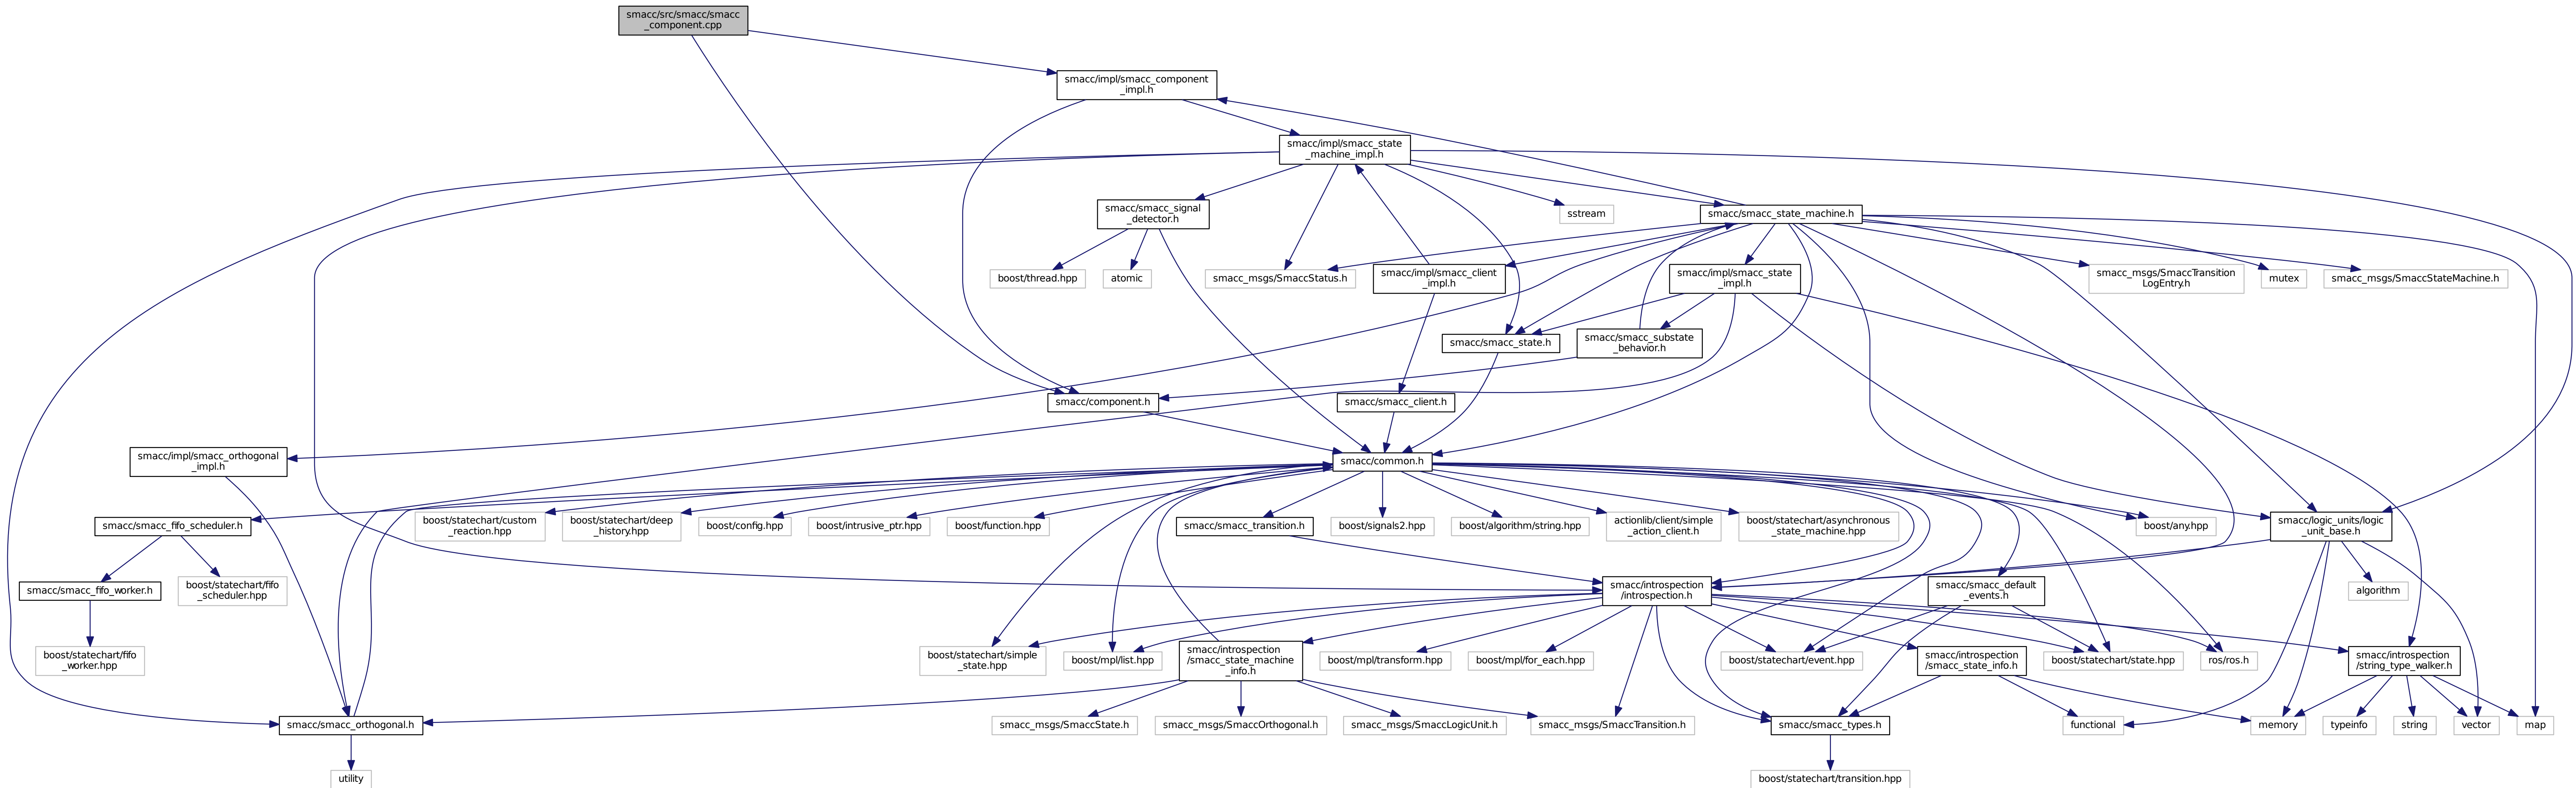 smacc/src/smacc/smacc
_component.cpp
smacc/impl/smacc_component
_impl.h
smacc/impl/smacc_state
_machine_impl.h
smacc/smacc_signal
_detector.h
sstream
smacc/smacc_state_machine.h
boost/thread.hpp
atomic
smacc_msgs/SmaccStatus.h
smacc/impl/smacc_client
_impl.h
smacc/impl/smacc_state
_impl.h
smacc_msgs/SmaccTransition
LogEntry.h
mutex
smacc_msgs/SmaccStateMachine.h
smacc/smacc_state.h
smacc/smacc_substate
_behavior.h
smacc/component.h
smacc/smacc_client.h
smacc/impl/smacc_orthogonal
_impl.h
smacc/common.h
smacc/smacc_fifo_scheduler.h
boost/statechart/custom
_reaction.hpp
boost/statechart/deep
_history.hpp
boost/config.hpp
boost/intrusive_ptr.hpp
boost/function.hpp
smacc/smacc_transition.h
boost/signals2.hpp
boost/algorithm/string.hpp
actionlib/client/simple
_action_client.h
boost/statechart/asynchronous
_state_machine.hpp
boost/any.hpp
smacc/logic_units/logic
_unit_base.h
smacc/smacc_fifo_worker.h
boost/statechart/fifo
_scheduler.hpp
smacc/introspection
/introspection.h
smacc/smacc_default
_events.h
algorithm
boost/statechart/fifo
_worker.hpp
boost/statechart/simple
_state.hpp
boost/mpl/list.hpp
smacc/introspection
/smacc_state_machine
_info.h
boost/mpl/transform.hpp
boost/mpl/for_each.hpp
boost/statechart/event.hpp
smacc/introspection
/smacc_state_info.h
boost/statechart/state.hpp
ros/ros.h
smacc/introspection
/string_type_walker.h
smacc/smacc_orthogonal.h
smacc_msgs/SmaccState.h
smacc_msgs/SmaccOrthogonal.h
smacc_msgs/SmaccLogicUnit.h
smacc_msgs/SmaccTransition.h
smacc/smacc_types.h
functional
memory
typeinfo
string
vector
map
utility
boost/statechart/transition.hpp